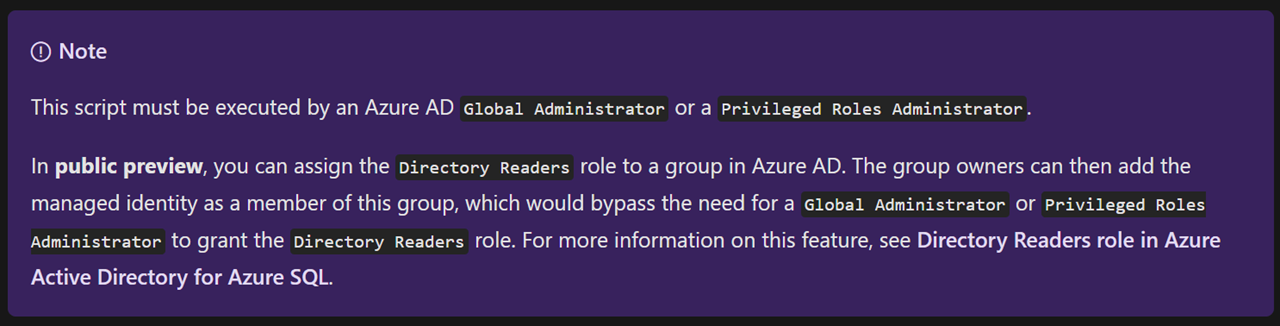 Note
This script must be executed by an Azure AD Global Administrator or a Privileged Roles Administrator.
In public preview, you can assign the Directory Readers role to a group in Azure AD. The group owners can then add the
managed identity as a member of this group, which would bypass the need for a Global Administrator or Privileged Roles
Administrator to grant the Directory Readers role. For more information on this feature, see Directory Readers role in Azure
Active Directory for Azure SQL.